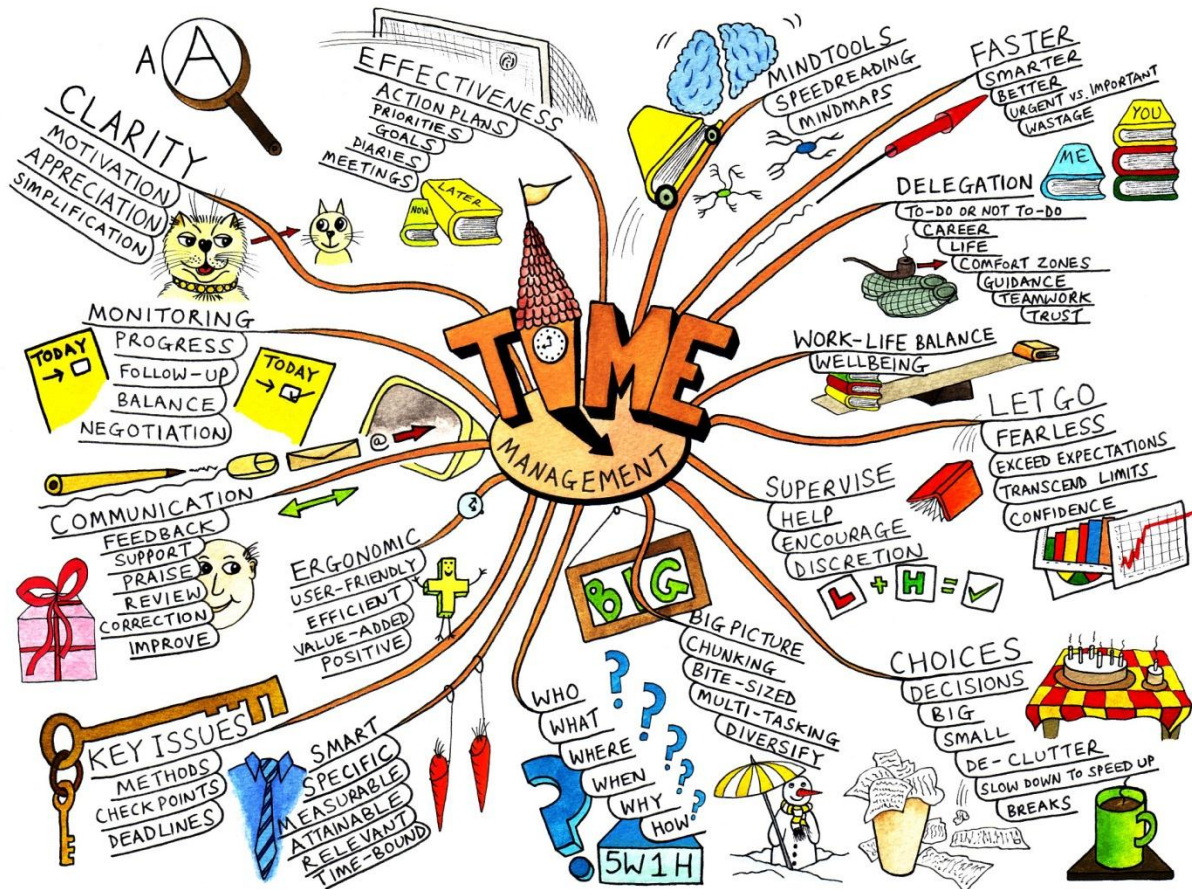 TIME
MANAGEMENT
A A
CLARITY
MOTIVATION
APPRECIATION
SIMPLIFICATION
EFFECTIVENESS
ACTION PLANS
PRIORITIES
GOALS
DIARIES
MEETINGS
NOW
LATER
MINDTOOLS
SPEEDREADING
MINDMAPS
FASTER
SMARTER
BETTER
URGENT VS. IMPORTANT
WASTAGE
YOU
ME
DELEGATION
TO-DO OR NOT TO-DO
CAREER
LIFE
COMFORT ZONES
GUIDANCE
TEAMWORK
TRUST
WORK-LIFE BALANCE
WELLBEING
LET GO
FEARLESS
EXCEED EXPECTATIONS
TRANSCEND LIMITS
CONFIDENCE
SUPERVISE
HELP
ENCOURAGE
DISCRETION
L + H = ✓
CHOICES
DECISIONS
BIG
SMALL
DE-CLUTTER
SLOW DOWN TO SPEED UP
BREAKS
BIG
BIG PICTURE
CHUNKING
BITE-SIZED
MULTI-TASKING
DIVERSIFY
WHO
WHAT
WHERE
WHEN
WHY
HOW
? ? ? ? ? ? ?
5W1H
SMART
SPECIFIC
MEASURABLE
ATTAINABLE
RELEVANT
TIME-BOUND
KEY ISSUES
METHODS
CHECKPOINTS
DEADLINES
ERGONOMIC
USER-FRIENDLY
EFFICIENT
VALUE-ADDED
POSITIVE
COMMUNICATION
FEEDBACK
SUPPORT
PRAISE
REVIEW
CORRECTION
IMPROVE
@
MONITORING
PROGRESS
FOLLOW-UP
BALANCE
NEGOTIATION
TODAY
→
TODAY
→